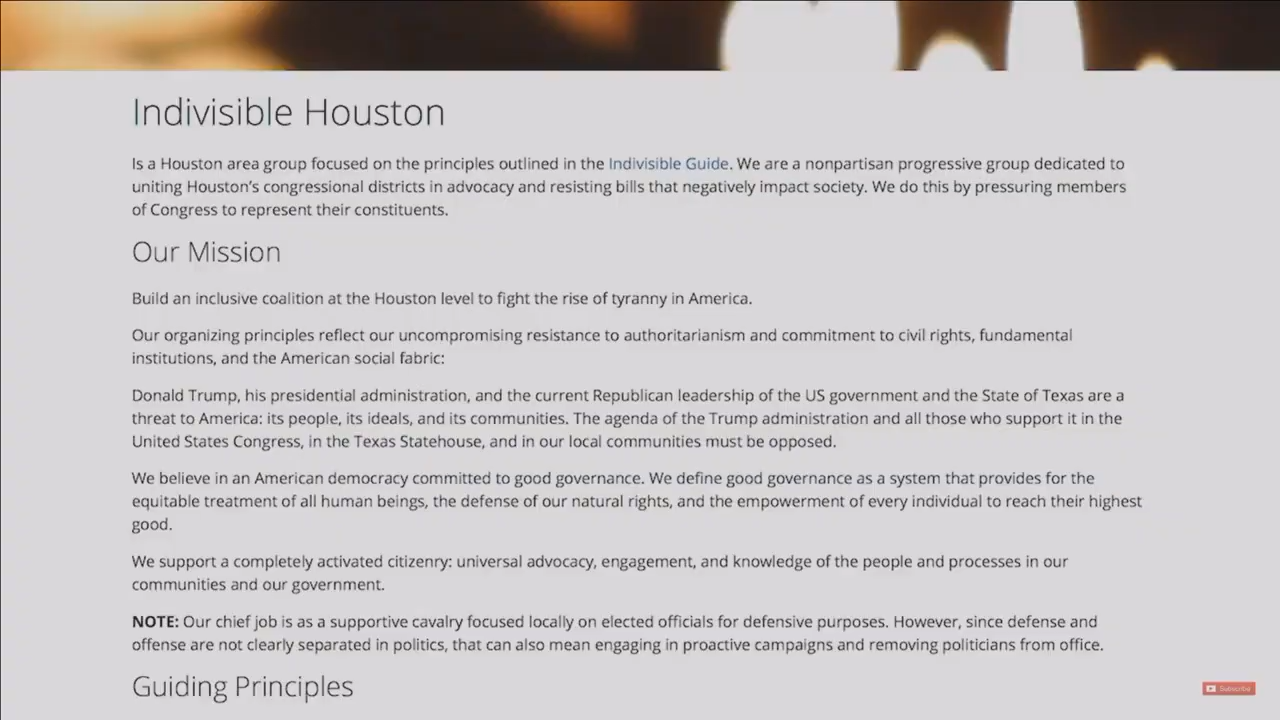 Indivisible Houston
Is a Houston area group focused on the principles outlined in the Indivisible Guide. We are a nonpartisan progressive group dedicated to
uniting Houston's congressional districts in advocacy and resisting bills that negatively impact society. We do this by pressuring members
of Congress to represent their constituents.
Our Mission
Build an inclusive coalition at the Houston level to fight the rise of tyranny in America.
Our organizing principles reflect our uncompromising resistance to authoritarianism and commitment to civil rights, fundamental
institutions, and the American social fabric:
Donald Trump, his presidential administration, and the current Republican leadership of the US government and the State of Texas are a
threat to America: its people, its ideals, and its communities. The agenda of the Trump administration and all those who support it in the
United States Congress, in the Texas Statehouse, and in our local communities must be opposed.
We believe in an American democracy committed to good governance. We define good governance as a system that provides for the
equitable treatment of all human beings, the defense of our natural rights, and the empowerment of every individual to reach their highest
good.
We support a completely activated citizenry: universal advocacy, engagement, and knowledge of the people and processes in our
communities and our government.
NOTE: Our chief job is as a supportive cavalry focused locally on elected officials for defensive purposes. However, since defense and
offense are not clearly separated in politics, that can also mean engaging in proactive campaigns and removing politicians from office.
Guiding Principles
Subscribe